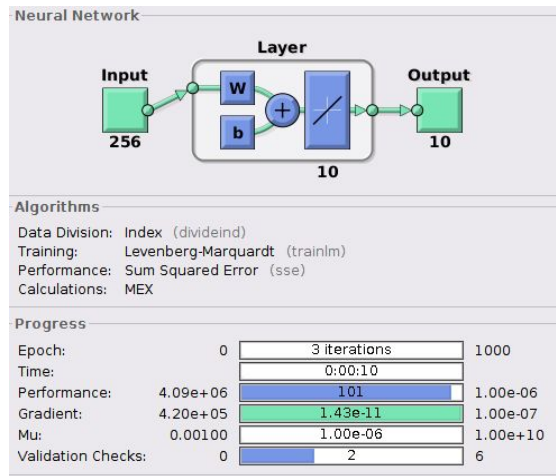 Neural Network
Layer
Input
Output
W
b
+
256
10
10
Algorithms
Data Division: Index (divideind)
Training: Levenberg-Marquardt (trainlm)
Performance: Sum Squared Error (sse)
Calculations: MEX
Progress
Epoch: 0 3 iterations 1000
Time: 0:00:10
Performance: 4.09e+06 101 1.00e-06
Gradient: 4.20e+05 1.43e-11 1.00e-07
Mu: 0.00100 1.00e-06 1.00e+10
Validation Checks: 0 2 6